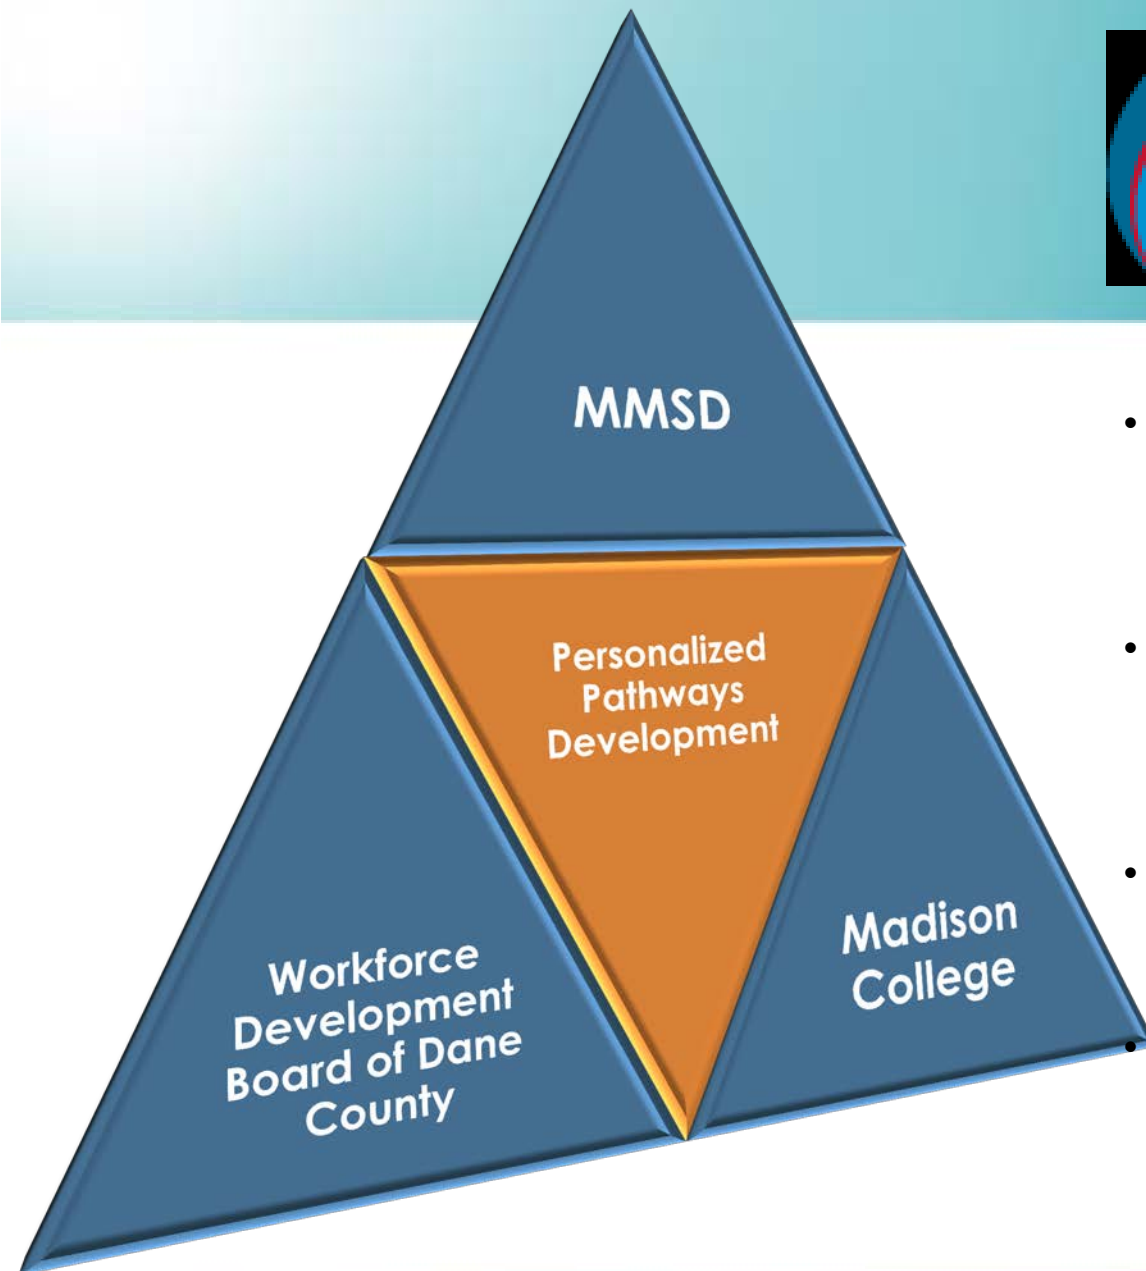 MMSD
Personalized
Pathways
Development
Workforce
Development
Board of Dane
County
Madison
College